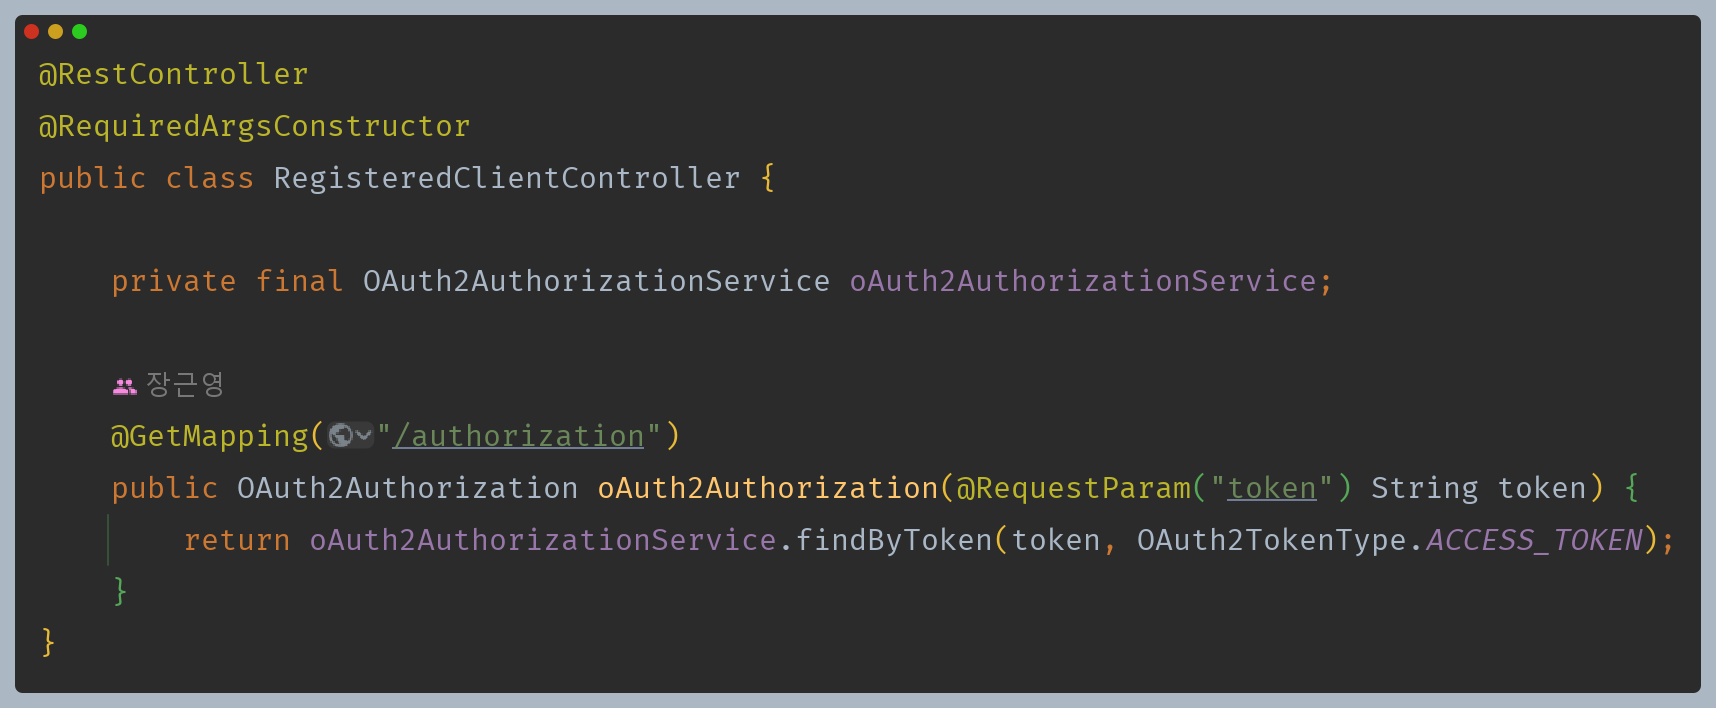 @RestController
@RequiredArgsConstructor
public class RegisteredClientController {
private final OAuth2AuthorizationService oAuth2AuthorizationService;
장근영
@GetMapping("/authorization")
public OAuth2Authorization oAuth2Authorization(@RequestParam("token") String token) {
return oAuth2AuthorizationService.findByToken(token, OAuth2TokenType.ACCESS_TOKEN);
}
}